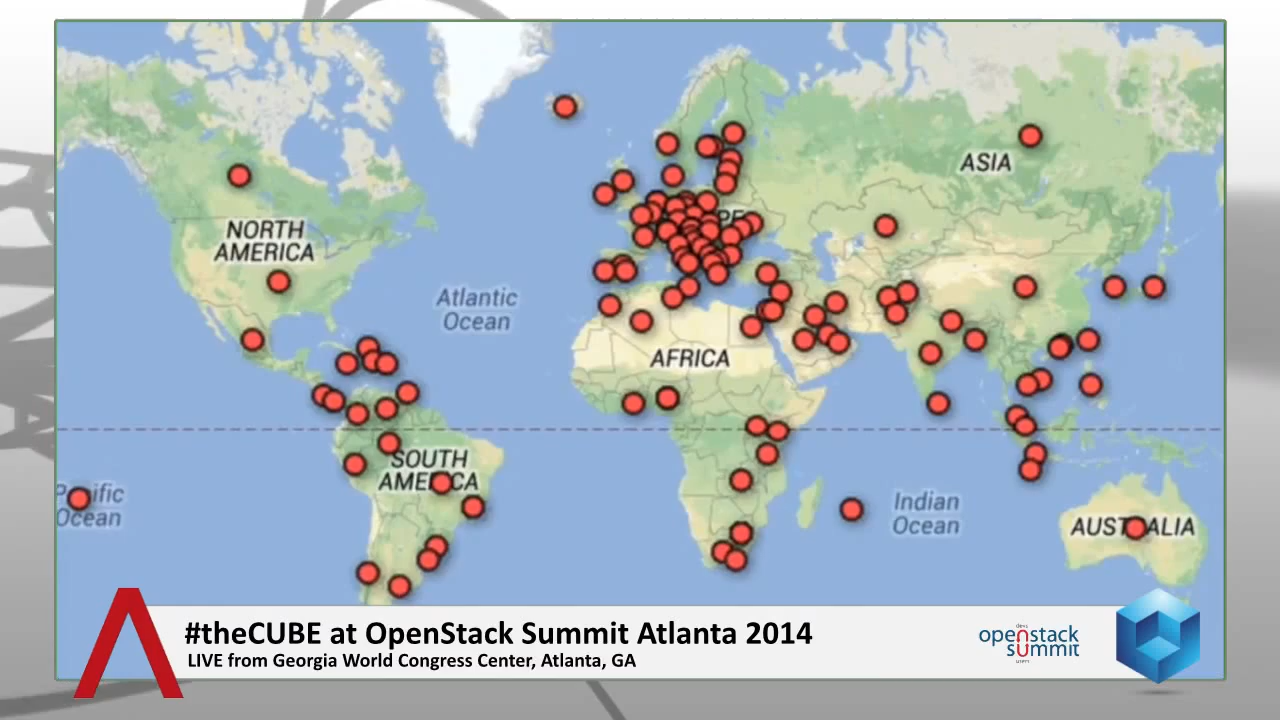 ASIA
NORTH
AMERICA
Atlantic
Ocean
AFRICA
SOUTH
AMERICA
Pacific
Ocean
Indian
Ocean
AUSTRALIA
#theCUBE at OpenStack Summit Atlanta 2014
LIVE from Georgia World Congress Center, Atlanta, GA
openstack
summit